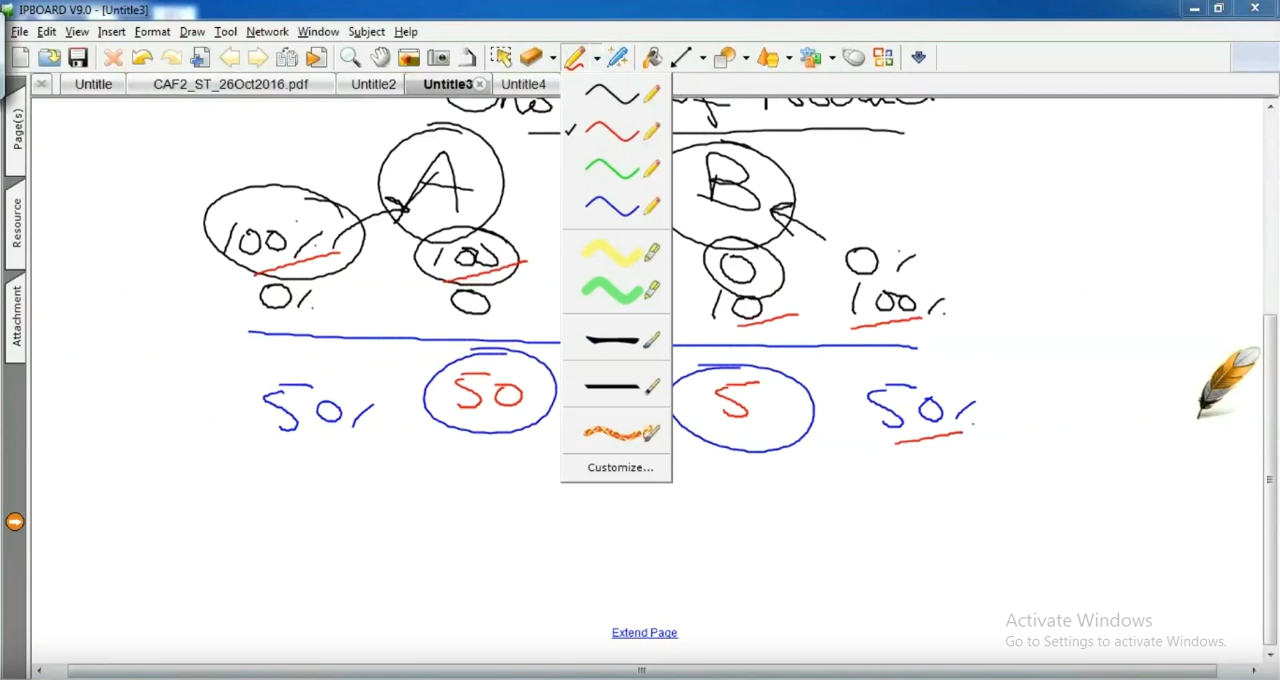 IPBOARD V9.0 - [Untitle3]
File Edit View Insert Format Draw Tool Network Window Subject Help
Untitle CAF2_ST_26Oct2016.pdf Untitle2 Untitle3 Untitle4
Page(s)
Resource
Attachment
A B
100% 100 0 0%
0% 0 10 100%
50% 50 5 50%
Customize...
Extend Page
Activate Windows
Go to Settings to activate Windows.